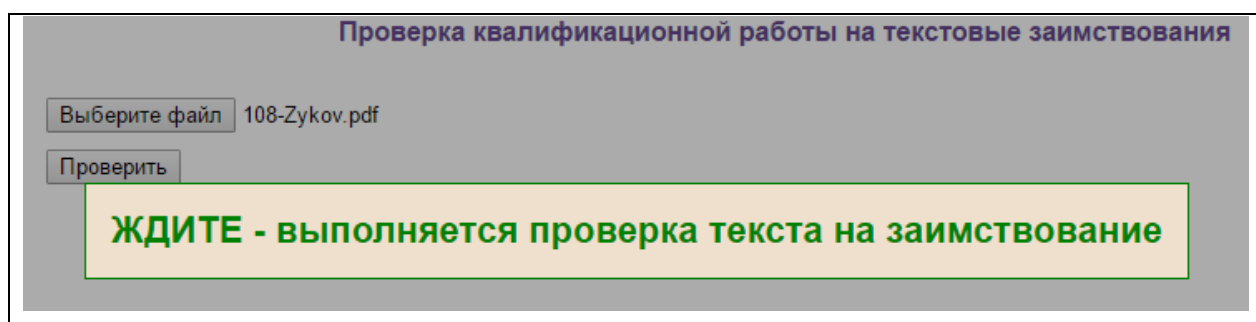 Проверка квалификационной работы на текстовые заимствования
Выберите файл 108-Zykov.pdf
Проверить
ЖДИТЕ - выполняется проверка текста на заимствование